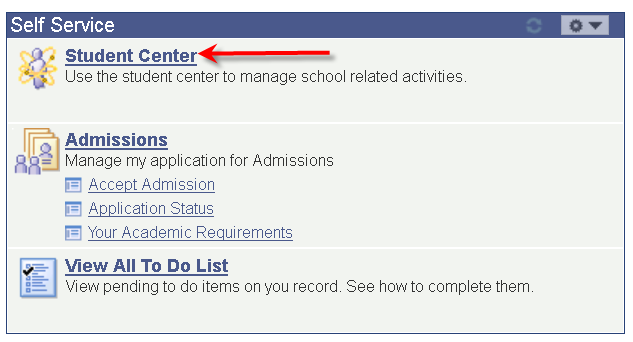 Self Service
Student Center
Use the student center to manage school related activities.
Admissions
Manage my application for Admissions
Accept Admission
Application Status
Your Academic Requirements
View All To Do List
View pending to do items on you record. See how to complete them.